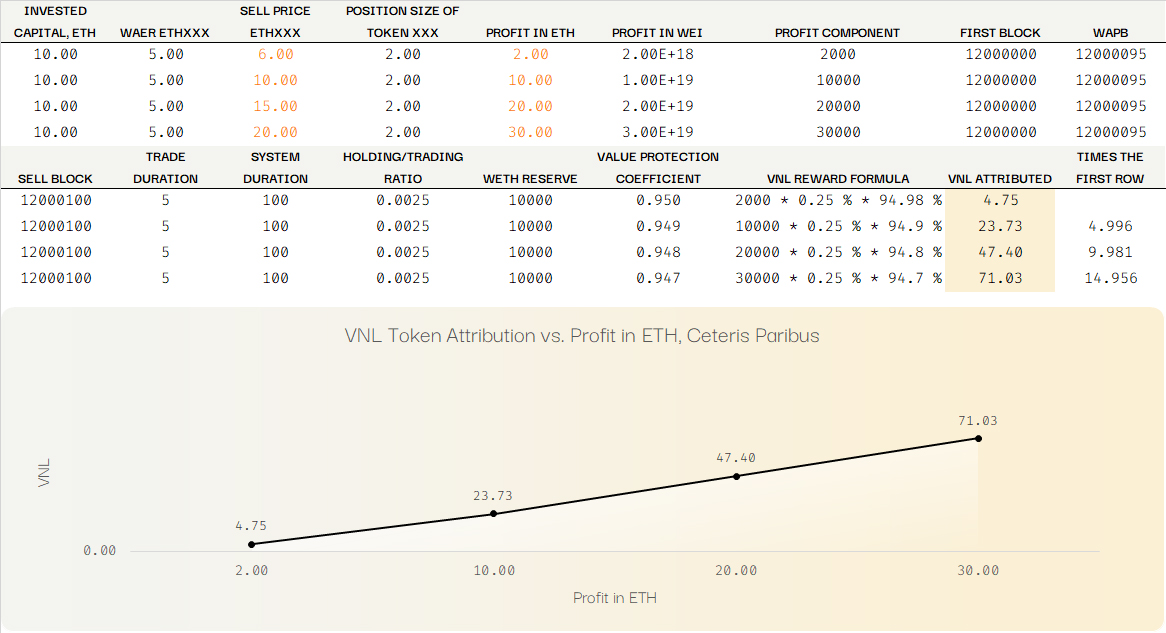 INVESTED SELL PRICE POSITION SIZE OF
CAPITAL, ETH WAER ETHXXX ETHXXX TOKEN XXX PROFIT IN ETH PROFIT IN WEI PROFIT COMPONENT FIRST BLOCK WAPB
10.00 5.00 6.00 2.00 2.00 2.00E+18 2000 12000000 12000095
10.00 5.00 10.00 2.00 10.00 1.00E+19 10000 12000000 12000095
10.00 5.00 15.00 2.00 20.00 2.00E+19 20000 12000000 12000095
10.00 5.00 20.00 2.00 30.00 3.00E+19 30000 12000000 12000095
TRADE SYSTEM HOLDING/TRADING VALUE PROTECTION TIMES THE
SELL BLOCK DURATION DURATION RATIO WETH RESERVE COEFFICIENT VNL REWARD FORMULA VNL ATTRIBUTED FIRST ROW
12000100 5 100 0.0025 10000 0.950 2000 * 0.25 % * 94.98 % 4.75
12000100 5 100 0.0025 10000 0.949 10000 * 0.25 % * 94.9 % 23.73 4.996
12000100 5 100 0.0025 10000 0.948 20000 * 0.25 % * 94.8 % 47.40 9.981
12000100 5 100 0.0025 10000 0.947 30000 * 0.25 % * 94.7 % 71.03 14.956
VNL Token Attribution vs. Profit in ETH, Ceteris Paribus
71.03
47.40
23.73
4.75
VNL
0.00
2.00 10.00 20.00 30.00
Profit in ETH